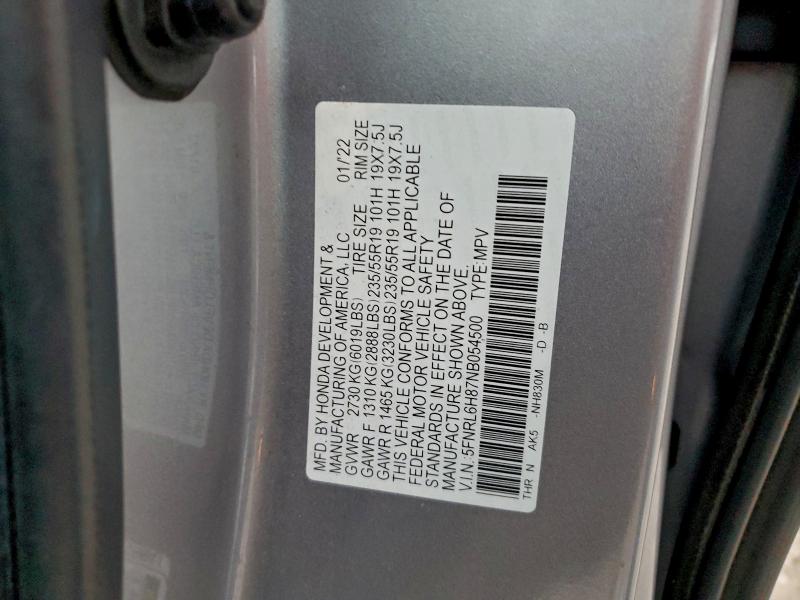 MFD. BY HONDA DEVELOPMENT &
MANUFACTURING OF AMERICA, LLC 01/'22
GVWR 2730 KG(6019LBS) TIRE SIZE RIM SIZE
GAWR F 1310 KG(2888LBS)235/55R19 101H 19X7.5J
GAWR R 1465 KG(3230LBS)235/55R19 101H 19X7.5J
THIS VEHICLE CONFORMS TO ALL APPLICABLE
FEDERAL MOTOR VEHICLE SAFETY
STANDARDS IN EFFECT ON THE DATE OF
MANUFACTURE SHOWN ABOVE.
V.I.N.:5FNRL6H87NB054500 TYPE:MPV
THR N AK5 -NH830M -D -B